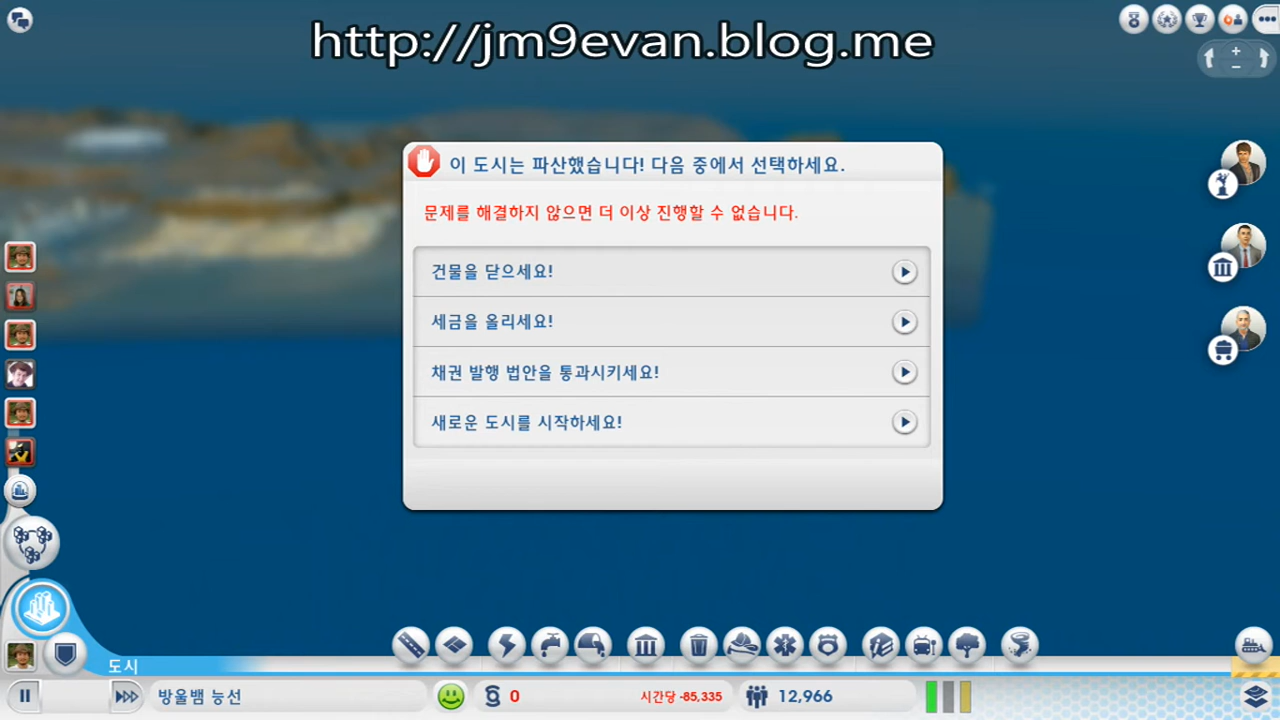 http://jm9evan.blog.me
이 도시는 파산했습니다! 다음 중에서 선택하세요.
문제를 해결하지 않으면 더 이상 진행할 수 없습니다.
건물을 닫으세요!
세금을 올리세요!
채권 발행 법안을 통과시키세요!
새로운 도시를 시작하세요!
도시
방울뱀 능선
0
시간당 -85,335
12,966